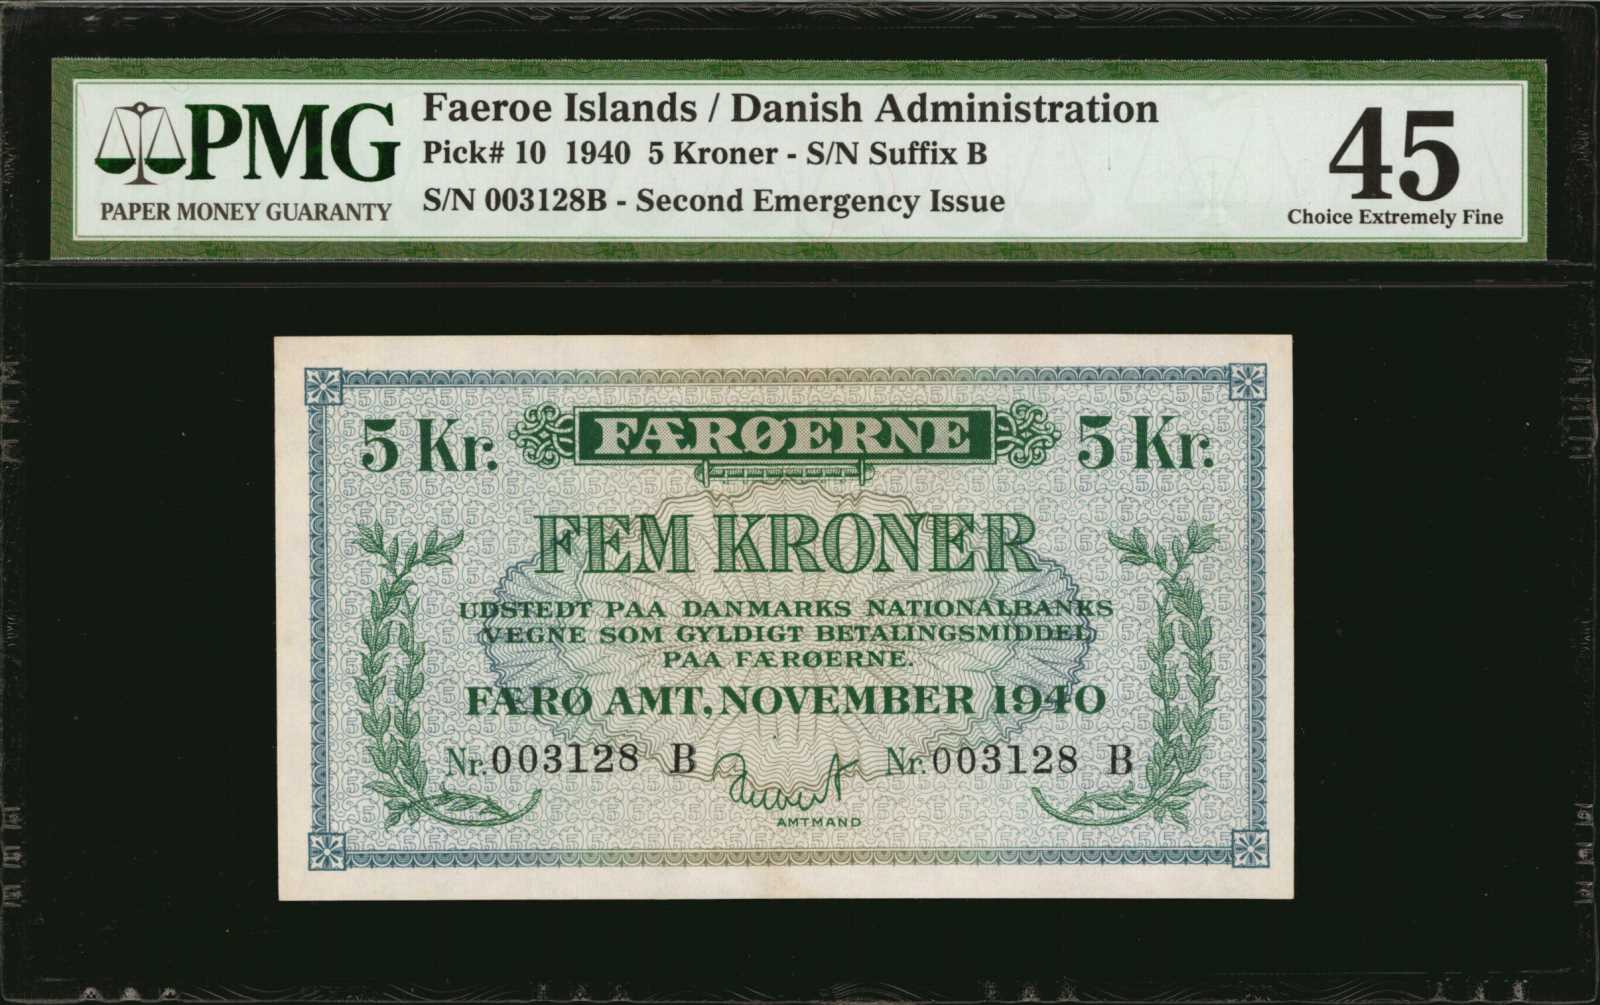 PMG
PAPER MONEY GUARANTY
Faeroe Islands / Danish Administration
Pick# 10 1940 5 Kroner - S/N Suffix B
S/N 003128B - Second Emergency Issue
45
Choice Extremely Fine
5 Kr. FÆRØERNE 5 Kr.
FEM KRONER
UDSTEDT PAA DANMARKS NATIONALBANKS
VEGNE SOM GYLDIGT BETALINGSMIDDEL
PAA FÆRØERNE.
FÆRØ AMT, NOVEMBER 1940
Nr. 003128 B Nr. 003128 B
AMTMAND